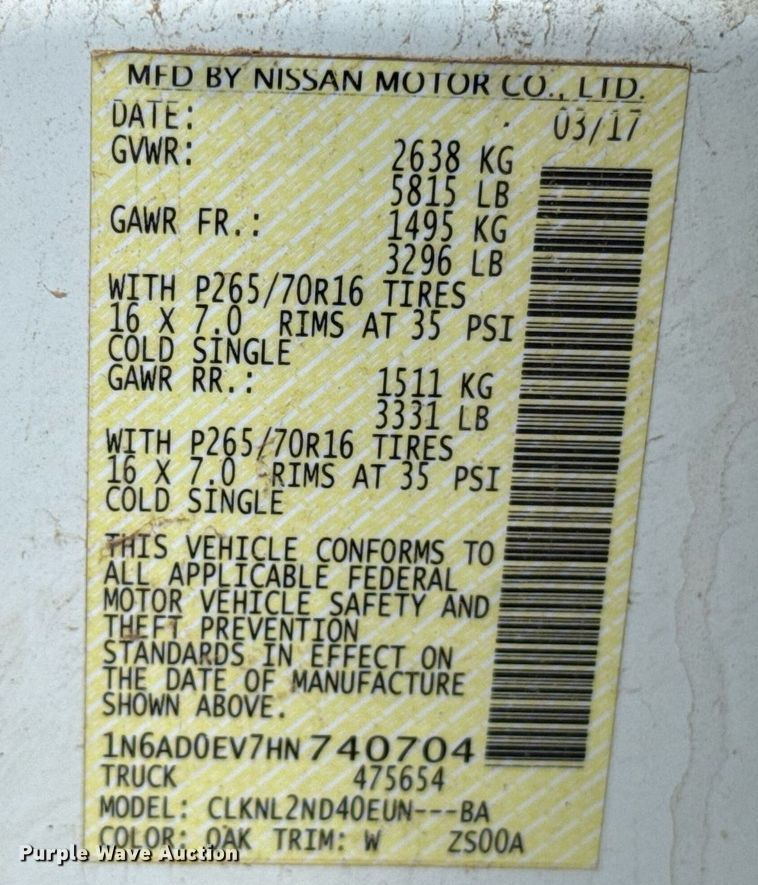 MFD BY NISSAN MOTOR CO., LTD.
DATE: 03/17
GVWR: 2638 KG
5815 LB
GAWR FR.: 1495 KG
3296 LB
WITH P265/70R16 TIRES
16 X 7.0 RIMS AT 35 PSI
COLD SINGLE
GAWR RR.: 1511 KG
3331 LB
WITH P265/70R16 TIRES
16 X 7.0 RIMS AT 35 PSI
COLD SINGLE
THIS VEHICLE CONFORMS TO
ALL APPLICABLE FEDERAL
MOTOR VEHICLE SAFETY AND
THEFT PREVENTION
STANDARDS IN EFFECT ON
THE DATE OF MANUFACTURE
SHOWN ABOVE.
1N6AD0EV7HN740704
TRUCK 475654
MODEL: CLKNL2ND40EUN---BA
COLOR: QAK TRIM: W ZS00A
Purple Wave Auction